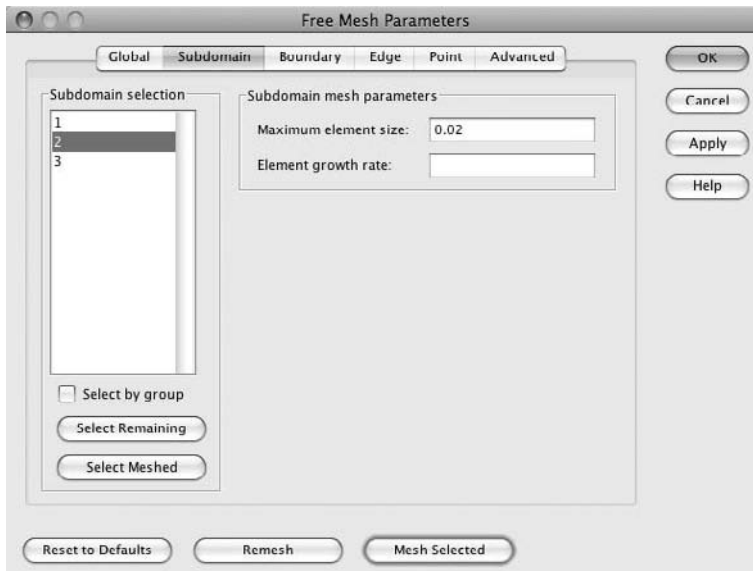 Free Mesh Parameters
Global Subdomain Boundary Edge Point Advanced
OK
Cancel
Apply
Help
Subdomain selection
1
2
3
Select by group
Select Remaining
Select Meshed
Subdomain mesh parameters
Maximum element size: 0.02
Element growth rate:
Reset to Defaults Remesh Mesh Selected